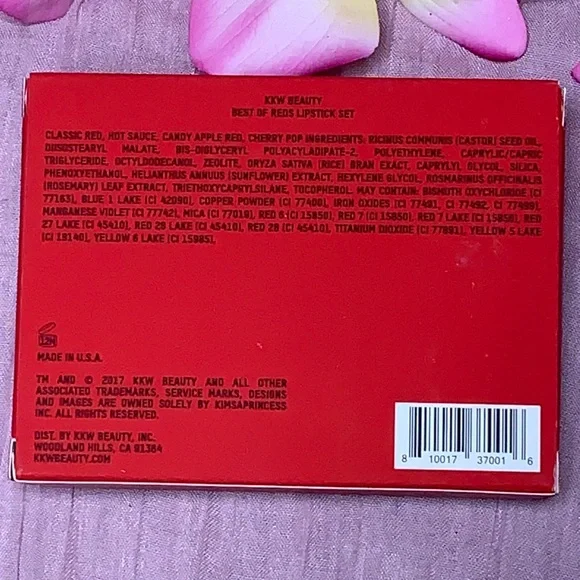 KKW BEAUTY
BEST OF REDS LIPSTICK SET
CLASSIC RED, HOT SAUCE, CANDY APPLE RED, CHERRY POP INGREDIENTS: RICINUS COMMUNIS (CASTOR) SEED OIL,
DIISOSTEARYL MALATE, BIS-DIGLYCERYL POLYACYLADIPATE-2, POLYETHYLENE, CAPRYLIC/CAPRIC
TRIGLYCERIDE, OCTYLDODECANOL, ZEOLITE, ORYZA SATIVA (RICE) BRAN EXACT, CAPRYLYL GLYCOL, SILICA,
PHENOXYETHANOL, HELIANTHUS ANNUUS (SUNFLOWER) EXTRACT, HEXYLENE GLYCOL, ROSMARINUS OFFICINALIS
(ROSEMARY) LEAF EXTRACT, TRIETHOXYCAPRYLSILANE, TOCOPHEROL. MAY CONTAIN: BISMUTH OXYCHLORIDE (CI
77163), BLUE 1 LAKE (CI 42090), COPPER POWDER (CI 77400), IRON OXIDES (CI 77491, CI 77492, CI 77499),
MANGANESE VIOLET (CI 77742), MICA (CI 77019), RED 6 (CI 15850), RED 7 (CI 15850), RED 7 LAKE (CI 15850), RED
27 LAKE (CI 45410), RED 28 LAKE (CI 45410), RED 28 (CI 45410), TITANIUM DIOXIDE (CI 77891), YELLOW 5 LAKE
(CI 19140), YELLOW 6 LAKE (CI 15985).
12M
MADE IN U.S.A.
TM AND © 2017 KKW BEAUTY AND ALL OTHER
ASSOCIATED TRADEMARKS, SERVICE MARKS, DESIGNS
AND IMAGES ARE OWNED SOLELY BY KIMSAPRINCESS
INC. ALL RIGHTS RESERVED.
DIST. BY KKW BEAUTY, INC.
WOODLAND HILLS, CA 91364
KKWBEAUTY.COM
8 10017 37001 6